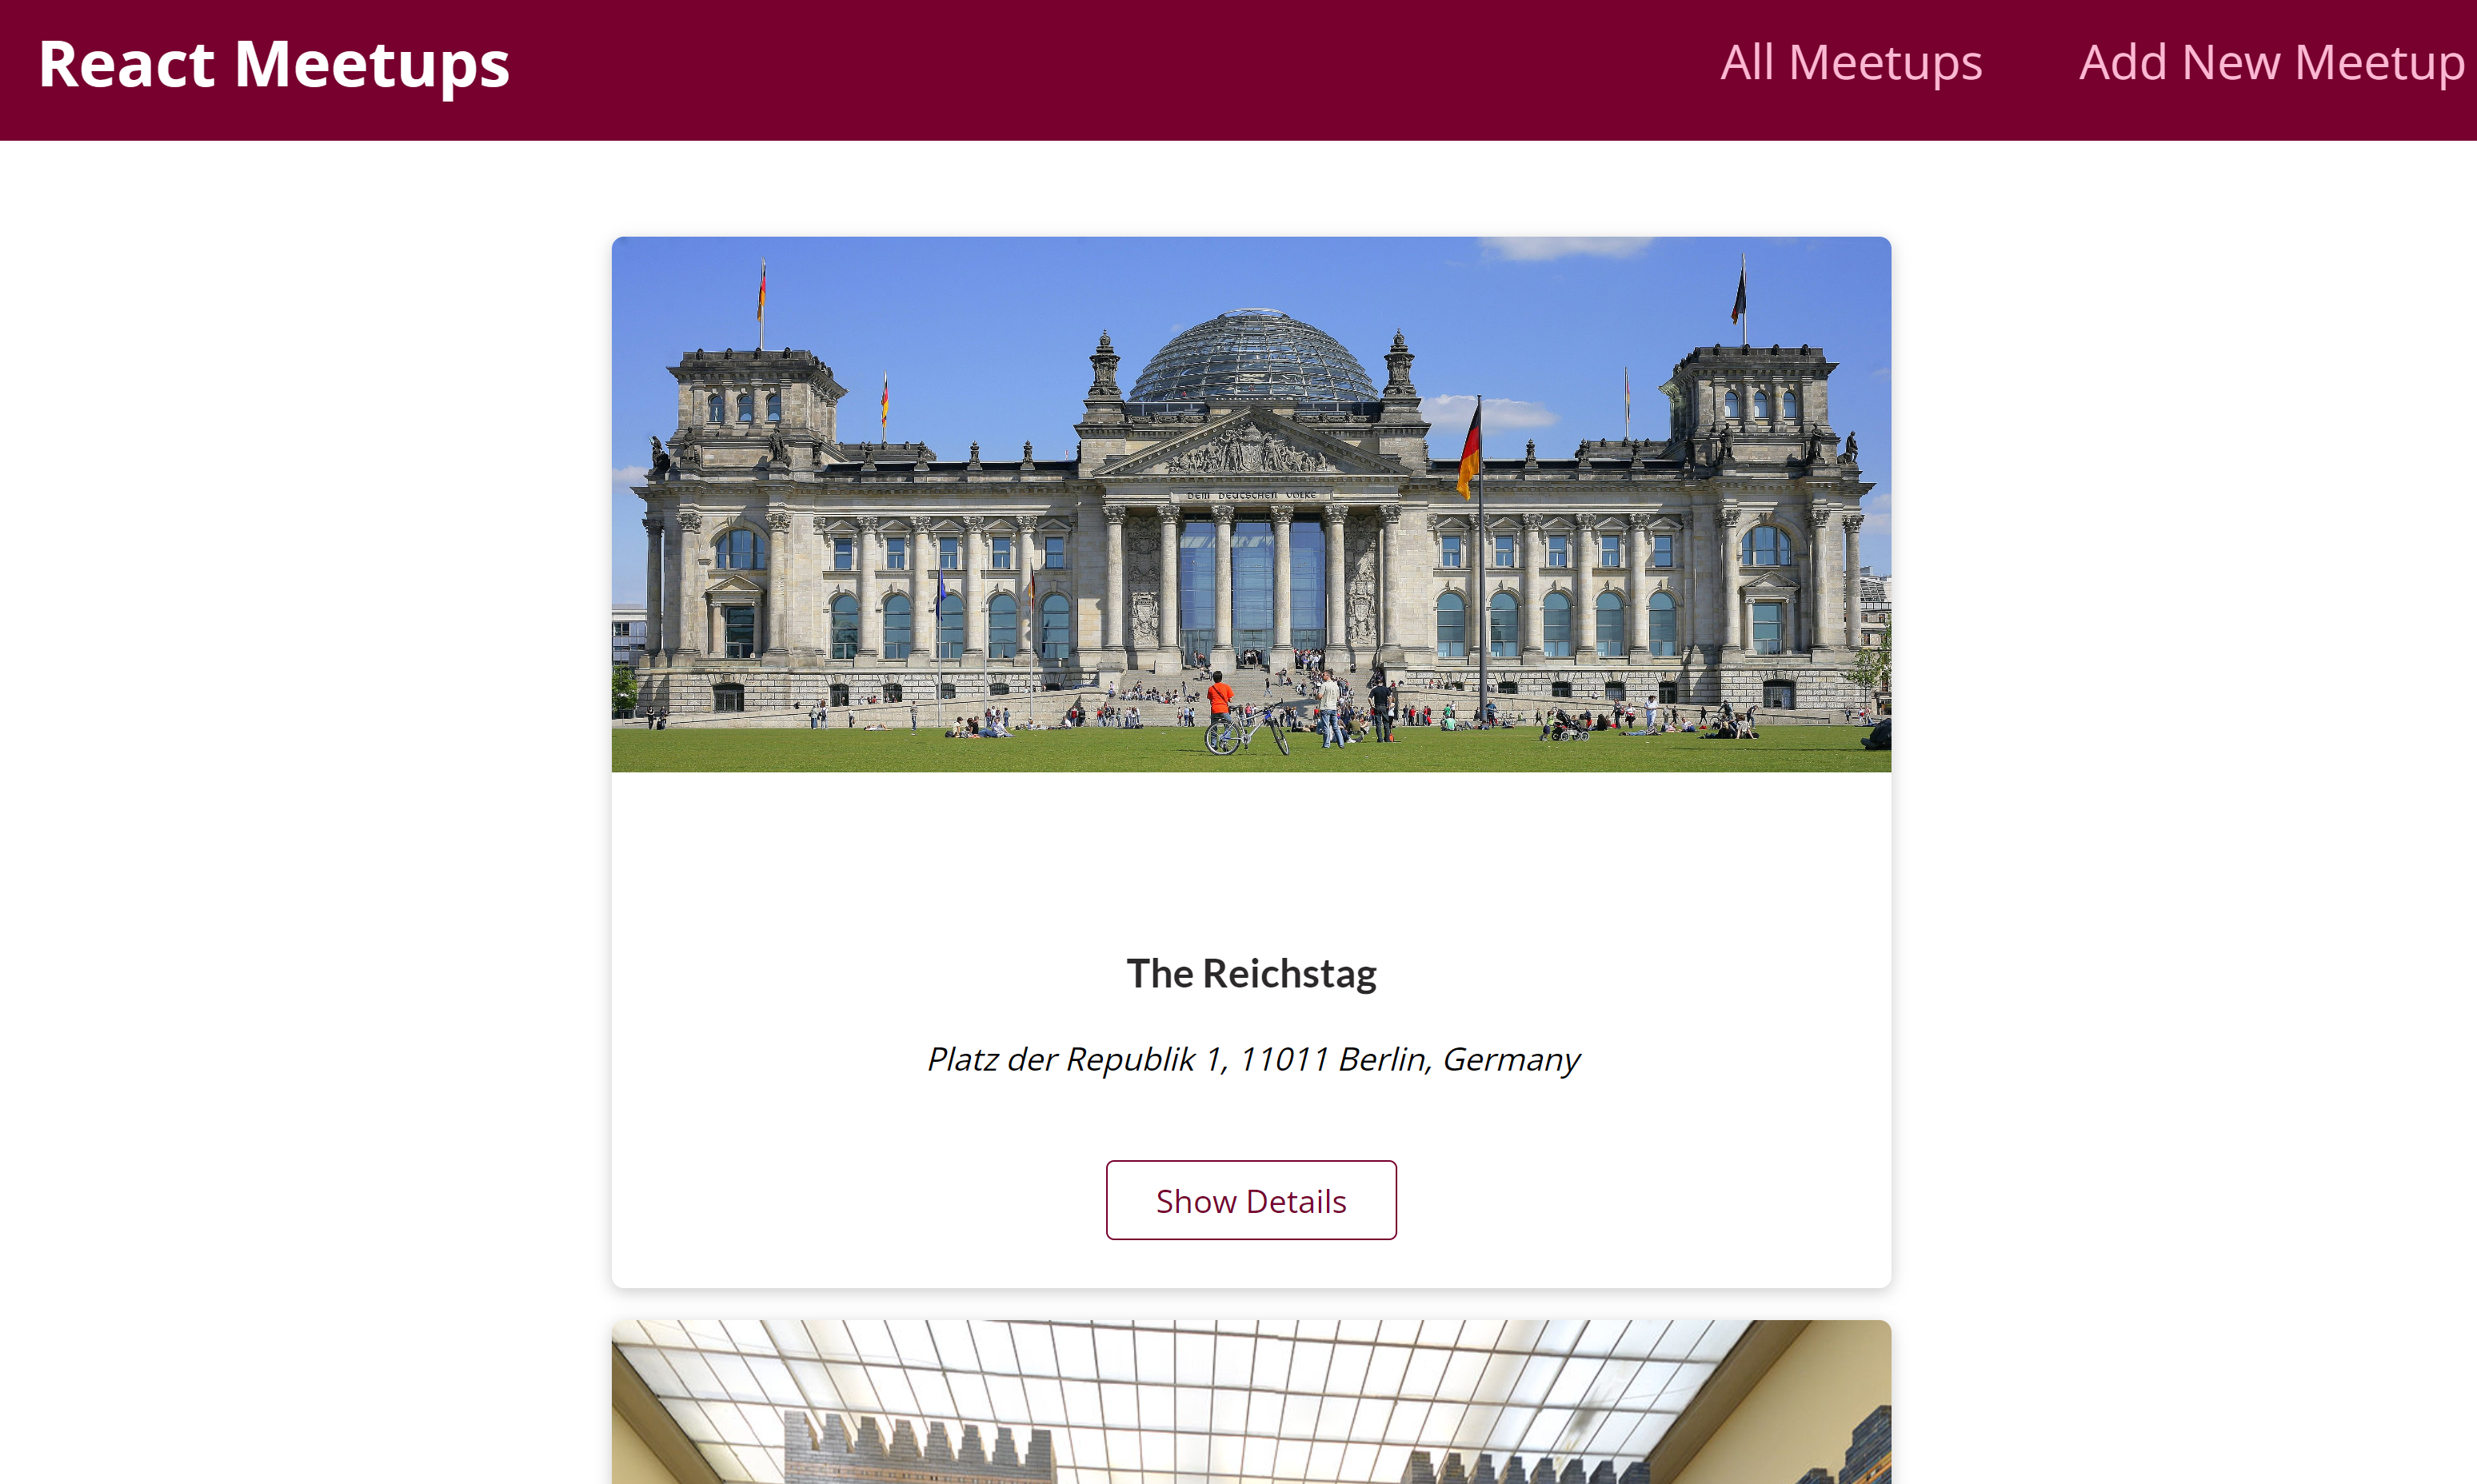 React Meetups
All Meetups
Add New Meetup
DEM DEUTSCHEN VOLKE
The Reichstag
Platz der Republik 1, 11011 Berlin, Germany
Show Details